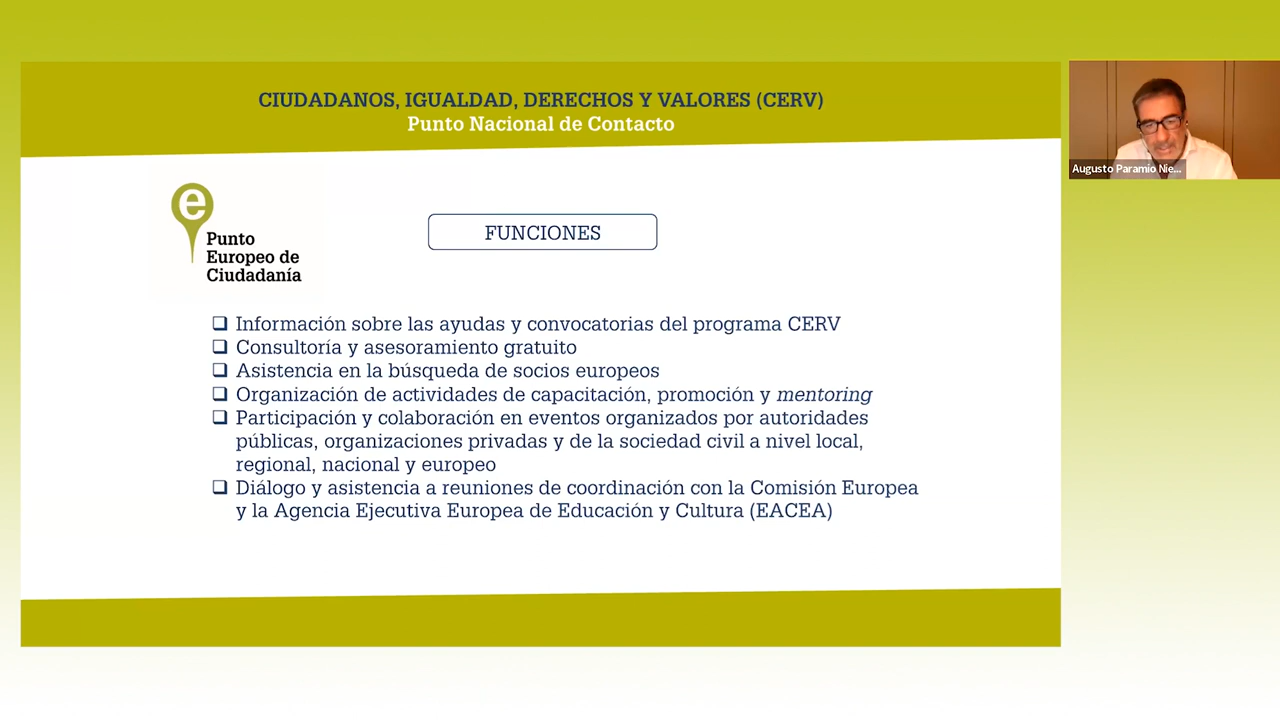 CIUDADANOS, IGUALDAD, DERECHOS Y VALORES (CERV)
Punto Nacional de Contacto
e
Punto
Europeo de
Ciudadanía
FUNCIONES
❑ Información sobre las ayudas y convocatorias del programa CERV
❑ Consultoría y asesoramiento gratuito
❑ Asistencia en la búsqueda de socios europeos
❑ Organización de actividades de capacitación, promoción y mentoring
❑ Participación y colaboración en eventos organizados por autoridades
públicas, organizaciones privadas y de la sociedad civil a nivel local,
regional, nacional y europeo
❑ Diálogo y asistencia a reuniones de coordinación con la Comisión Europea
y la Agencia Ejecutiva Europea de Educación y Cultura (EACEA)
Augusto Paramio Nie...